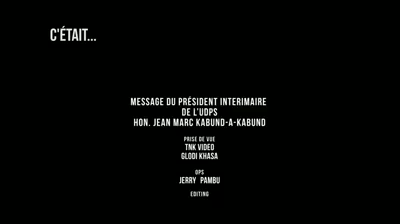 C'ÉTAIT...
MESSAGE DU PRÉSIDENT INTERIMAIRE
DE L'UDPS
HON. JEAN MARC KABUND-A-KABUND
PRISE DE VUE
TNK VIDEO
GLODI KHASA
OPS
JERRY PAMBU
EDITING